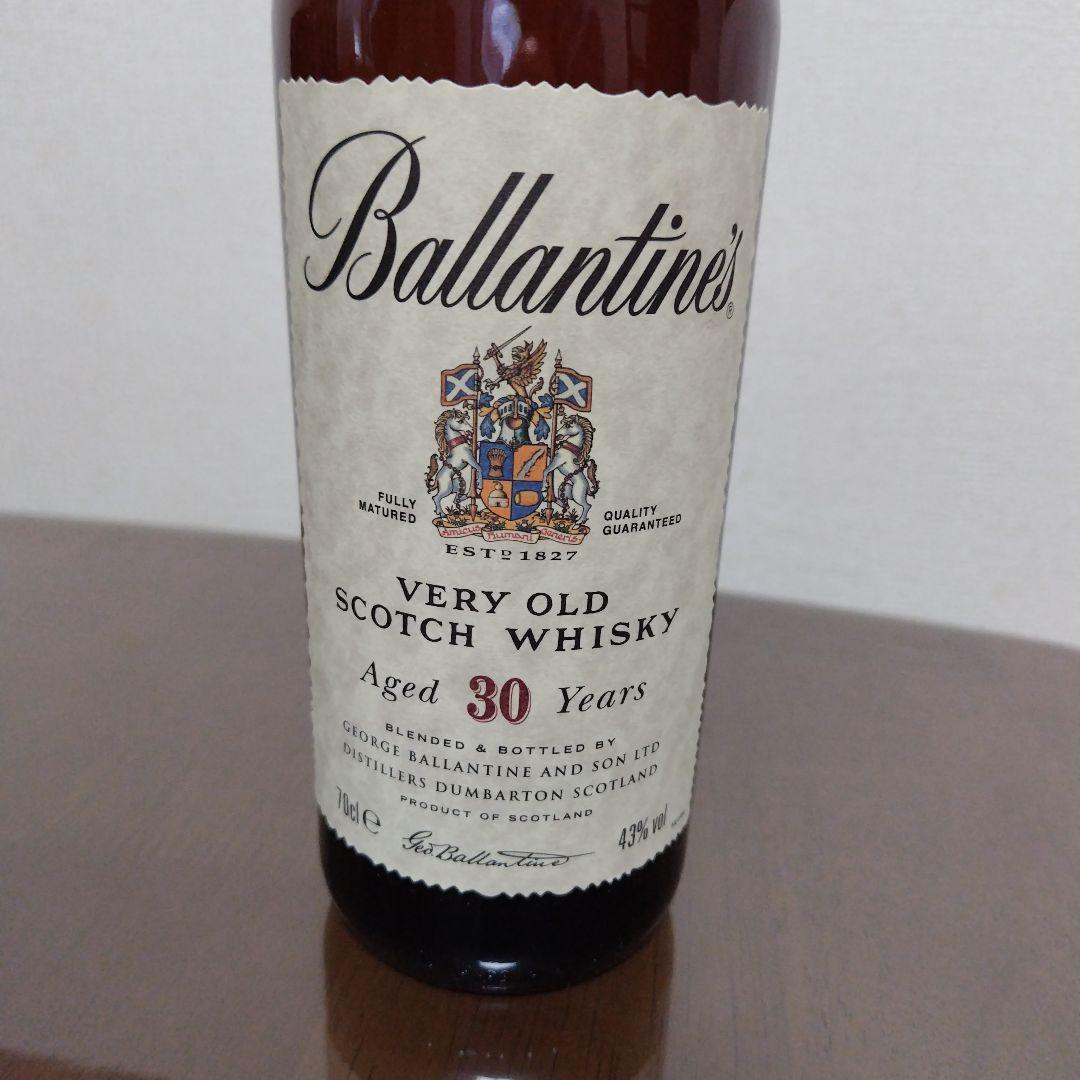 Ballantine's®
FULLY
MATURED
QUALITY
GUARANTEED
Amicus Humani Generis
ESTD 1827
VERY OLD
SCOTCH WHISKY
Aged 30 Years
BLENDED & BOTTLED BY
GEORGE BALLANTINE AND SON LTD
DISTILLERS DUMBARTON SCOTLAND
PRODUCT OF SCOTLAND
70cl e
Geo. Ballantine
43% vol